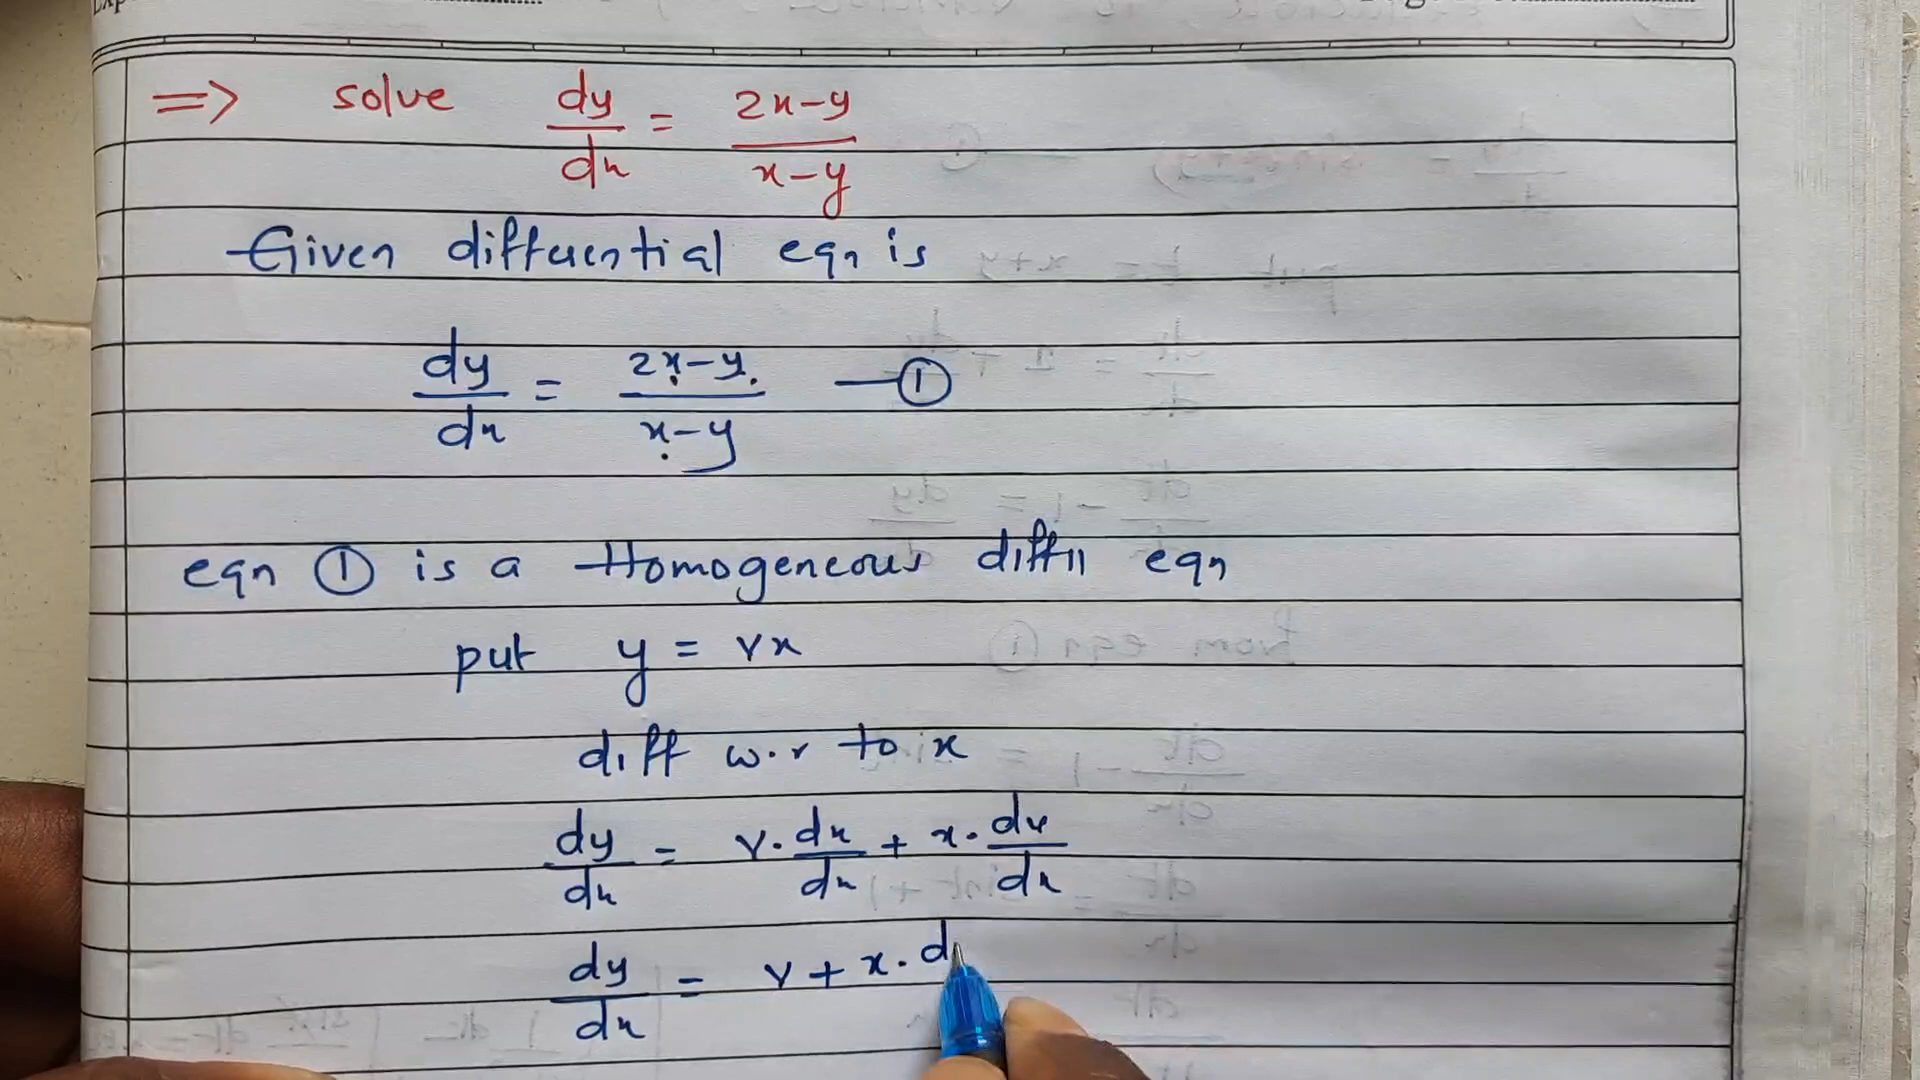 => solve dy/dx = 2x-y/x-y
Given differential eqn is
dy/dx = 2x-y/x-y —①
eqn ① is a Homogeneous diffll eqn
put y = vx
diff w.r to x
dy/dx = v.dx/dx + x.dv/dx
dy/dx = v + x.d